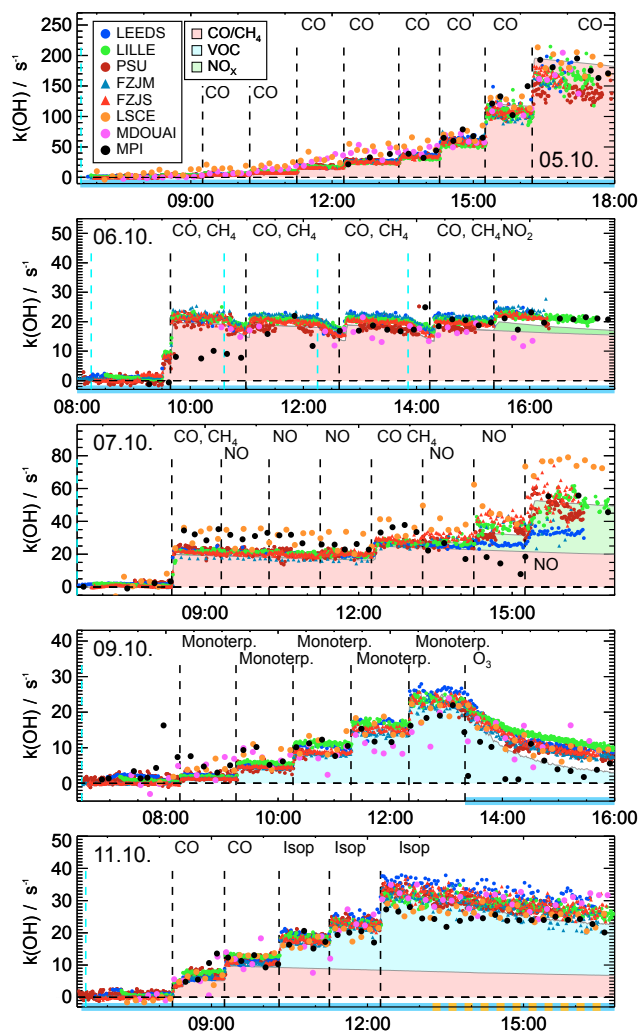 CO CO CO CO CO CO
LEEDS
LILLE
PSU
FZJM
FZJS
LSCE
MDOUAI
MPI
CO/CH4
VOC
NOX
CO CO
k(OH) / s-1
250
200
150
100
50
0
05.10.
09:00 12:00 15:00 18:00
06.10. CO, CH4 CO, CH4 CO, CH4 CO, CH4 NO2
k(OH) / s-1
50
40
30
20
10
0
08:00 10:00 12:00 14:00 16:00
07.10. CO, CH4 NO NO CO CH4 NO
NO NO
k(OH) / s-1
80
60
40
20
0
NO
09:00 12:00 15:00
09.10. Monoterp. Monoterp. Monoterp.
Monoterp. Monoterp. O3
k(OH) / s-1
40
30
20
10
0
08:00 10:00 12:00 14:00 16:00
11.10. CO CO Isop Isop Isop
k(OH) / s-1
50
40
30
20
10
0
09:00 12:00 15:00